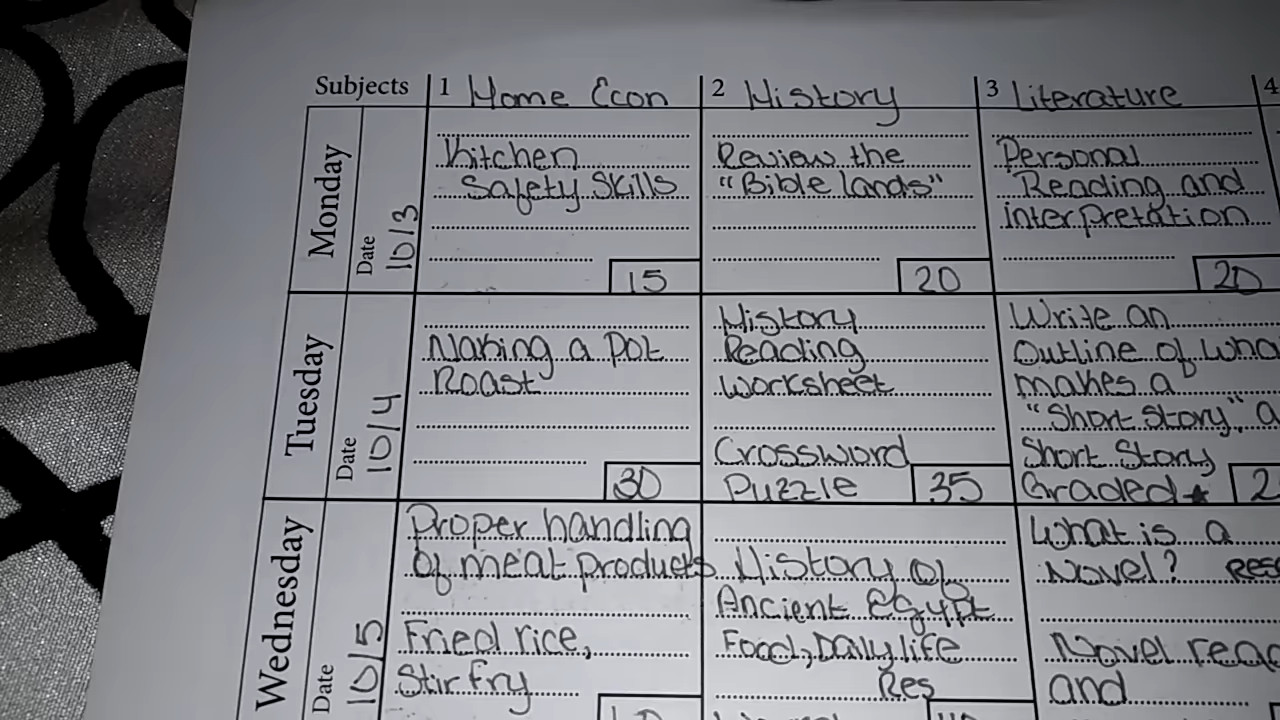 Subjects 1 Home Econ 2 History 3 Literature 4
Monday
Date 10/3
Kitchen
Safety Skills
15
Review the
"Bible lands"
20
Personal
Reading and
interpretation
20
Tuesday
Date 10/4
Making a Pot
Roast
30
History
Reading
worksheet
Crossword
Puzzle
35
Write an
Outline of
makes a
"Short Story",
Short Story
Graded
Wednesday
Date 10/5
Proper handling
of meat products
Fried rice,
Stir fry
History of
Ancient Egypt
Food, Daily life
Res
What is a
Novel?
Novel
and